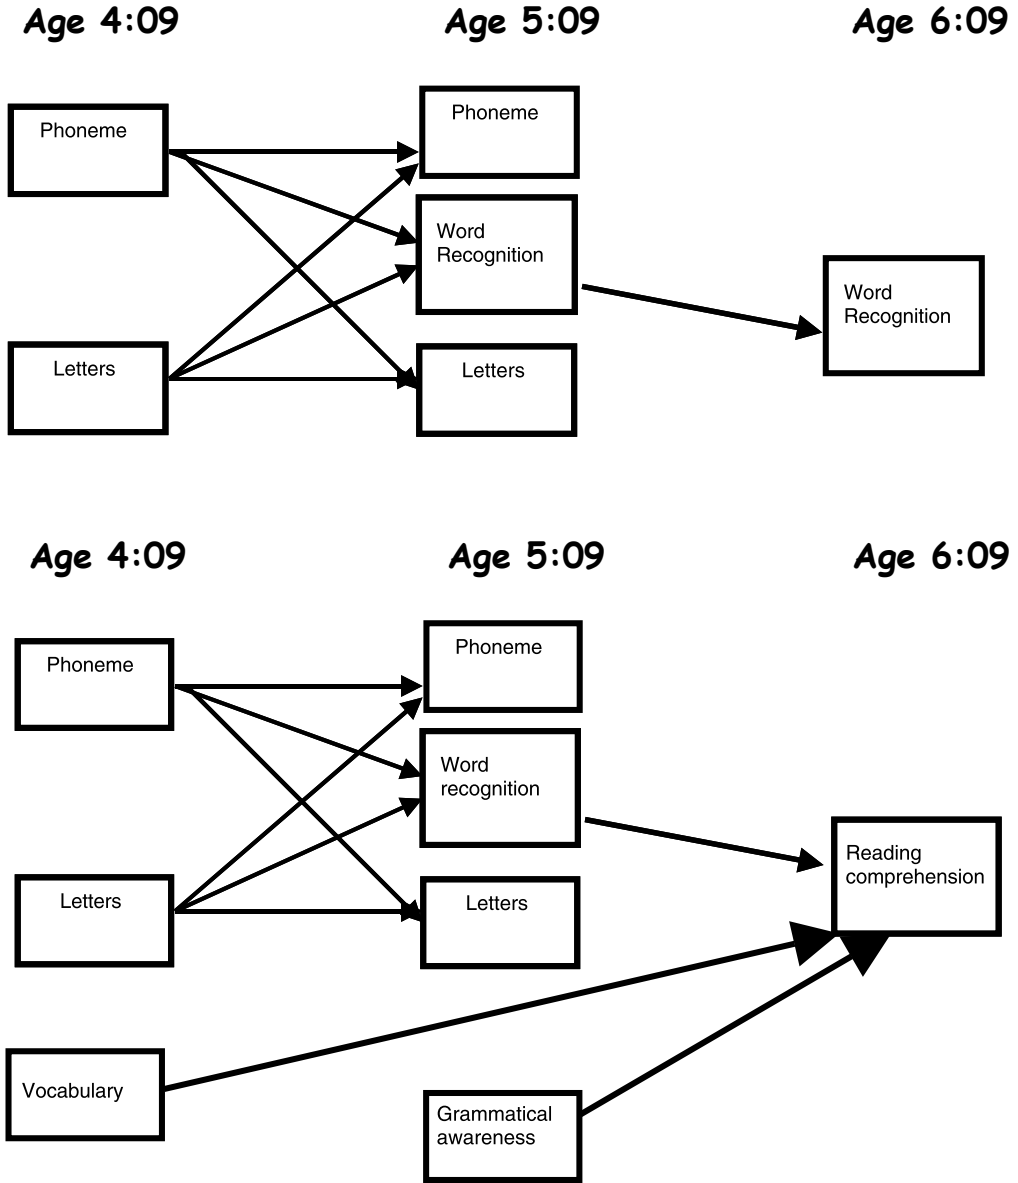 Age 4:09
Age 5:09
Age 6:09
Phoneme
Phoneme
Word
Recognition
Word
Recognition
Letters
Letters
Age 4:09
Age 5:09
Age 6:09
Phoneme
Phoneme
Word
recognition
Reading
comprehension
Letters
Letters
Vocabulary
Grammatical
awareness